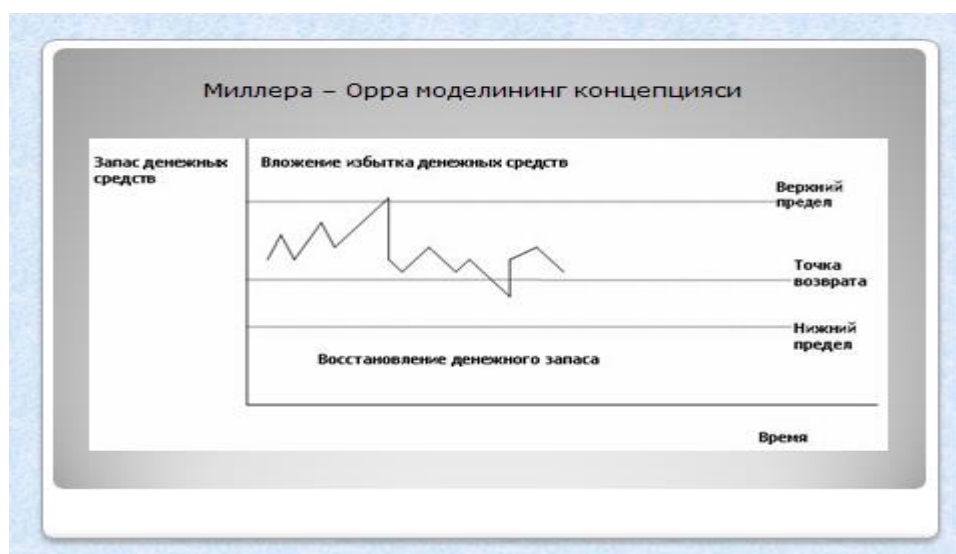 Миллера – Орра моделининг концепцияси
Запас денежных
средств
Вложение избытка денежных средств
Верхний
предел
Точка
возврата
Нижний
предел
Восстановление денежного запаса
Время